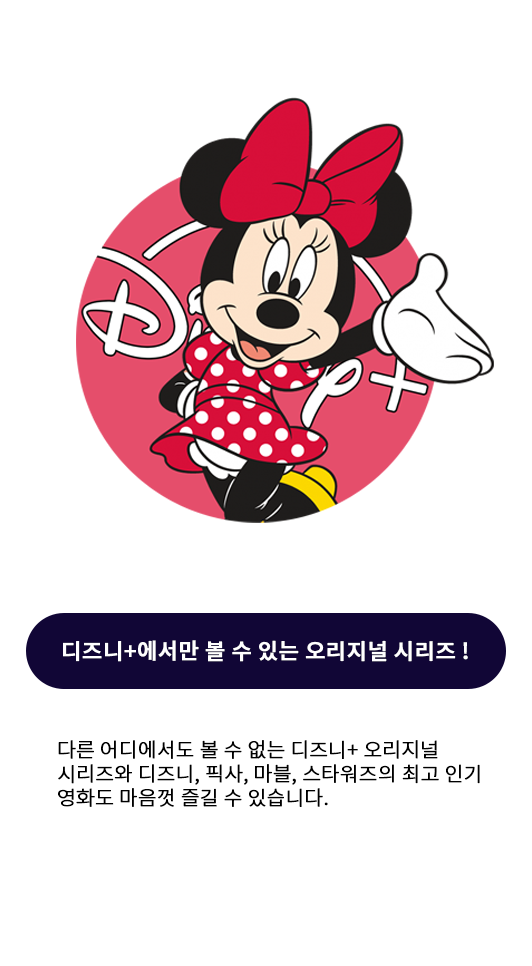 Disney+
디즈니+에서만 볼 수 있는 오리지널 시리즈 !
다른 어디에서도 볼 수 없는 디즈니+ 오리지널
시리즈와 디즈니, 픽사, 마블, 스타워즈의 최고 인기
영화도 마음껏 즐길 수 있습니다.